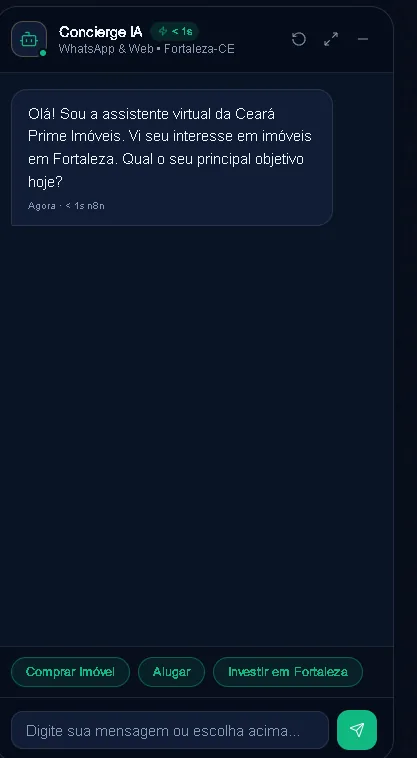 Concierge IA < 1s
WhatsApp & Web • Fortaleza-CE
Olá! Sou a assistente virtual da Ceará
Prime Imóveis. Vi seu interesse em imóveis
em Fortaleza. Qual o seu principal objetivo
hoje?
Agora · < 1s n8n
Comprar Imóvel Alugar Investir em Fortaleza
Digite sua mensagem ou escolha acima...